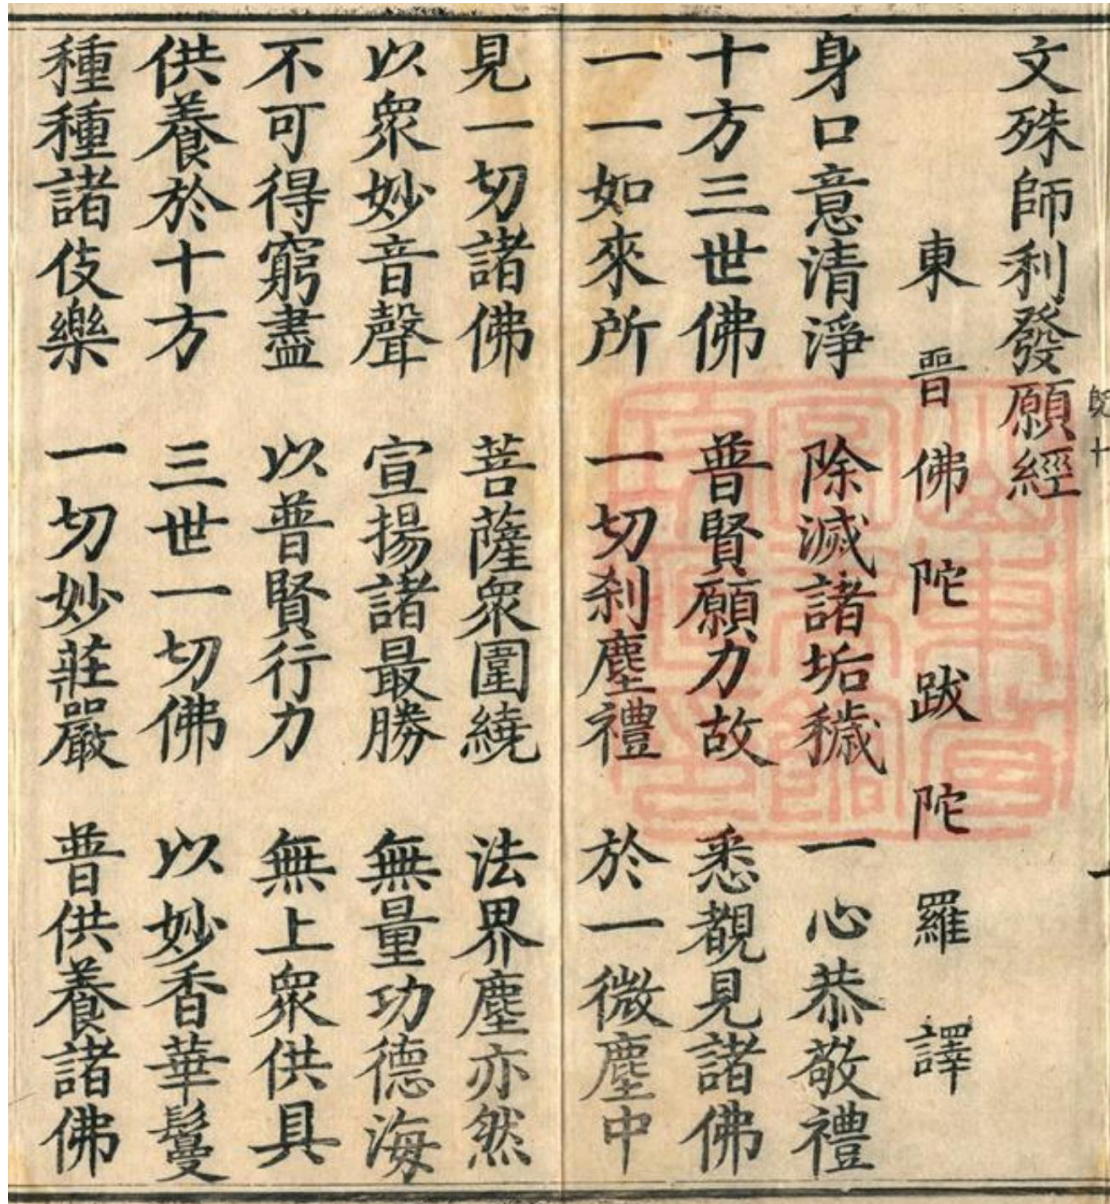 文殊師利發願經
東晉佛陀跋陀羅譯
身口意清淨 除滅諸垢穢 一心恭敬禮
十方三世佛 普賢願力故 悉覩見諸佛
一一如來所 一切刹塵禮 於一微塵中
見一切諸佛 菩薩衆圍繞 法界塵亦然
以衆妙音聲 宣揚諸最勝 無量功德海
不可得窮盡 以普賢行力 無上衆供具
供養於十方 三世一切佛 以妙香華鬘
種種諸伎樂 一切妙莊嚴 普供養諸佛